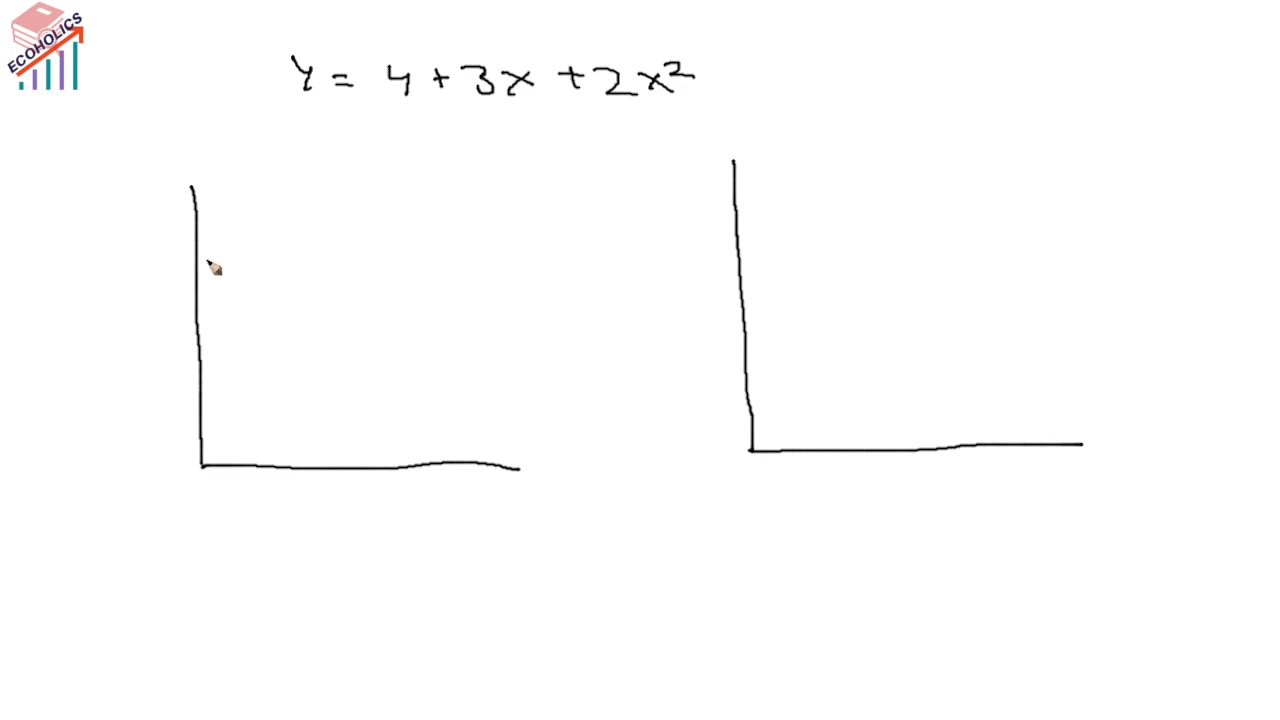 ECOHOLICS
Y = 4 + 3x + 2x²